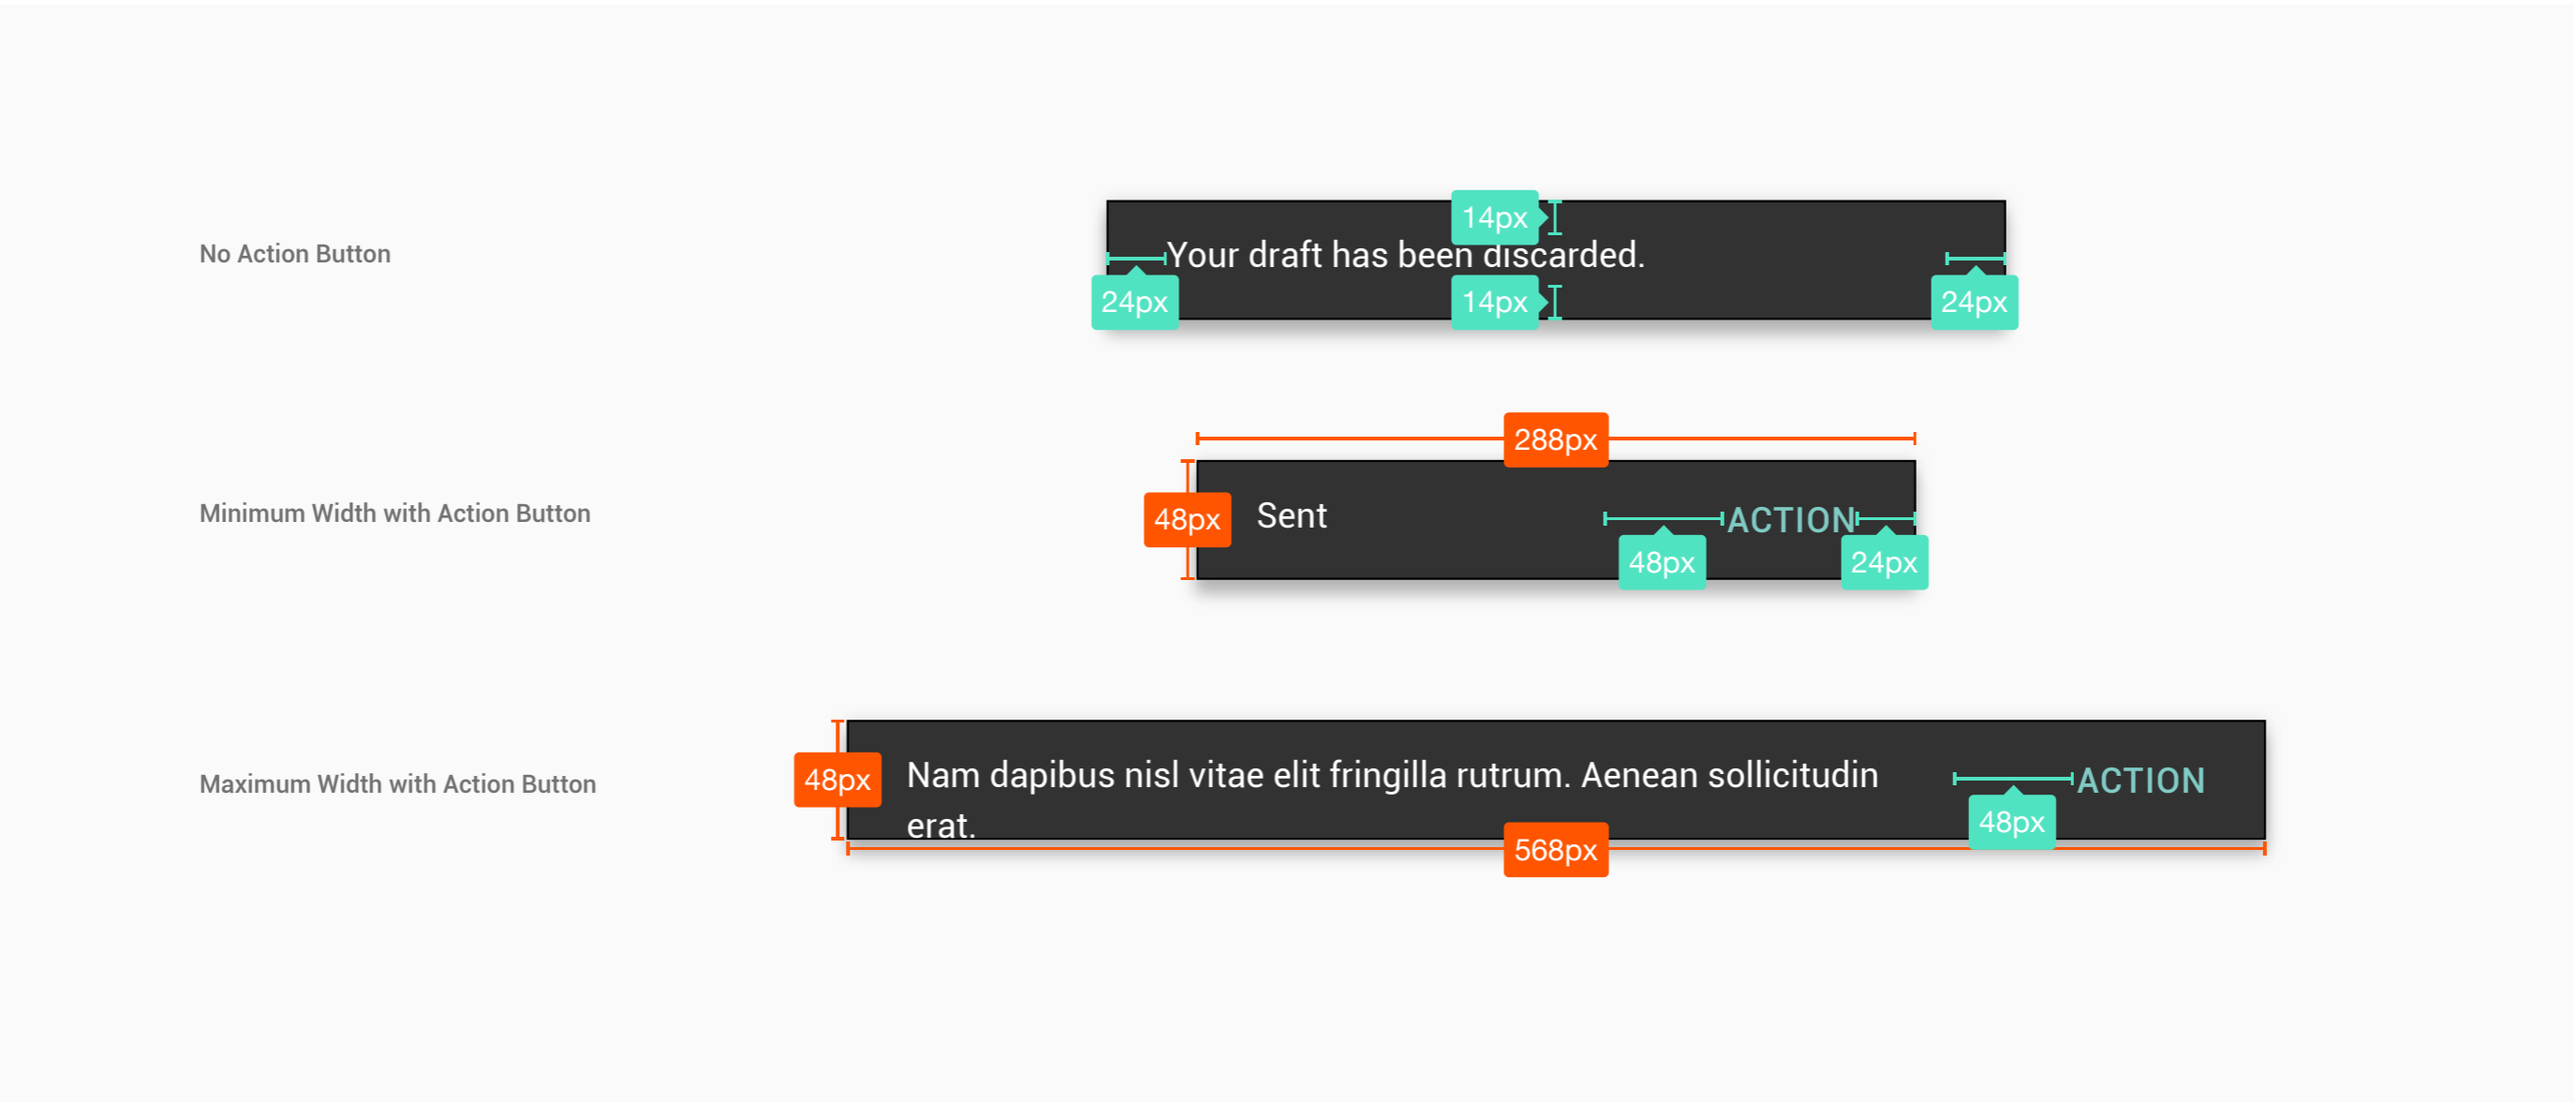 14px
No Action Button
Your draft has been discarded.
24px
14px
24px
288px
Minimum Width with Action Button
48px
Sent
ACTION
48px
24px
Maximum Width with Action Button
48px
Nam dapibus nisl vitae elit fringilla rutrum. Aenean sollicitudin
erat.
ACTION
48px
568px